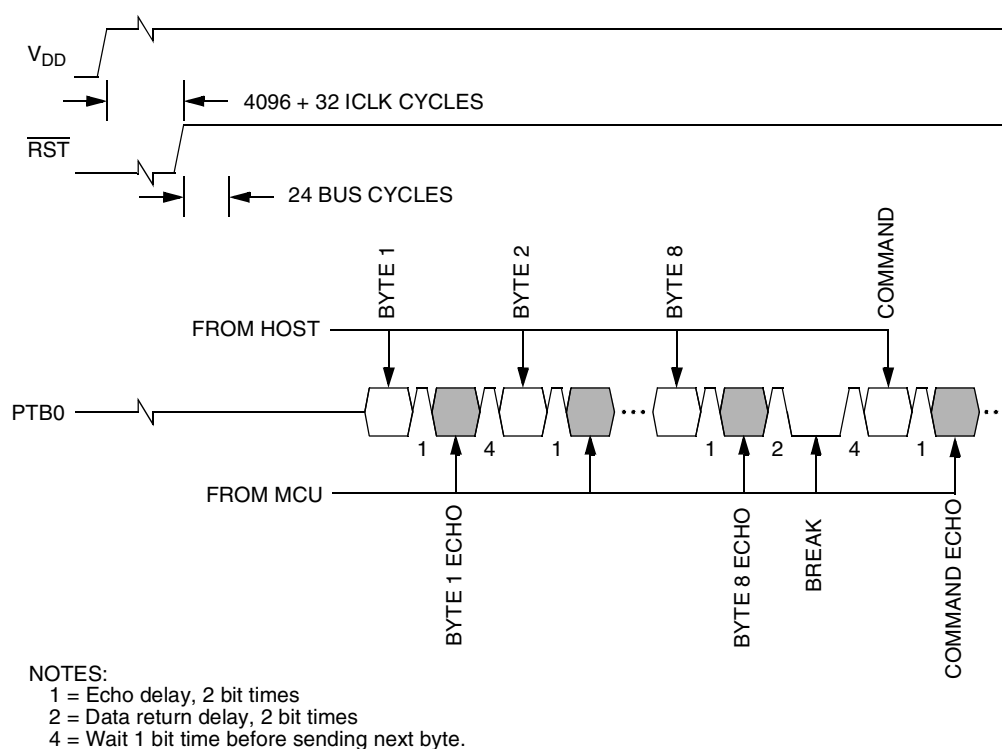 VDD
4096 + 32 ICLK CYCLES
RST
24 BUS CYCLES
BYTE 1
BYTE 2
BYTE 8
COMMAND
FROM HOST
PTB0
1
4
1
1
2
4
1
FROM MCU
BYTE 1 ECHO
BYTE 8 ECHO
BREAK
COMMAND ECHO
NOTES:
1 = Echo delay, 2 bit times
2 = Data return delay, 2 bit times
4 = Wait 1 bit time before sending next byte.